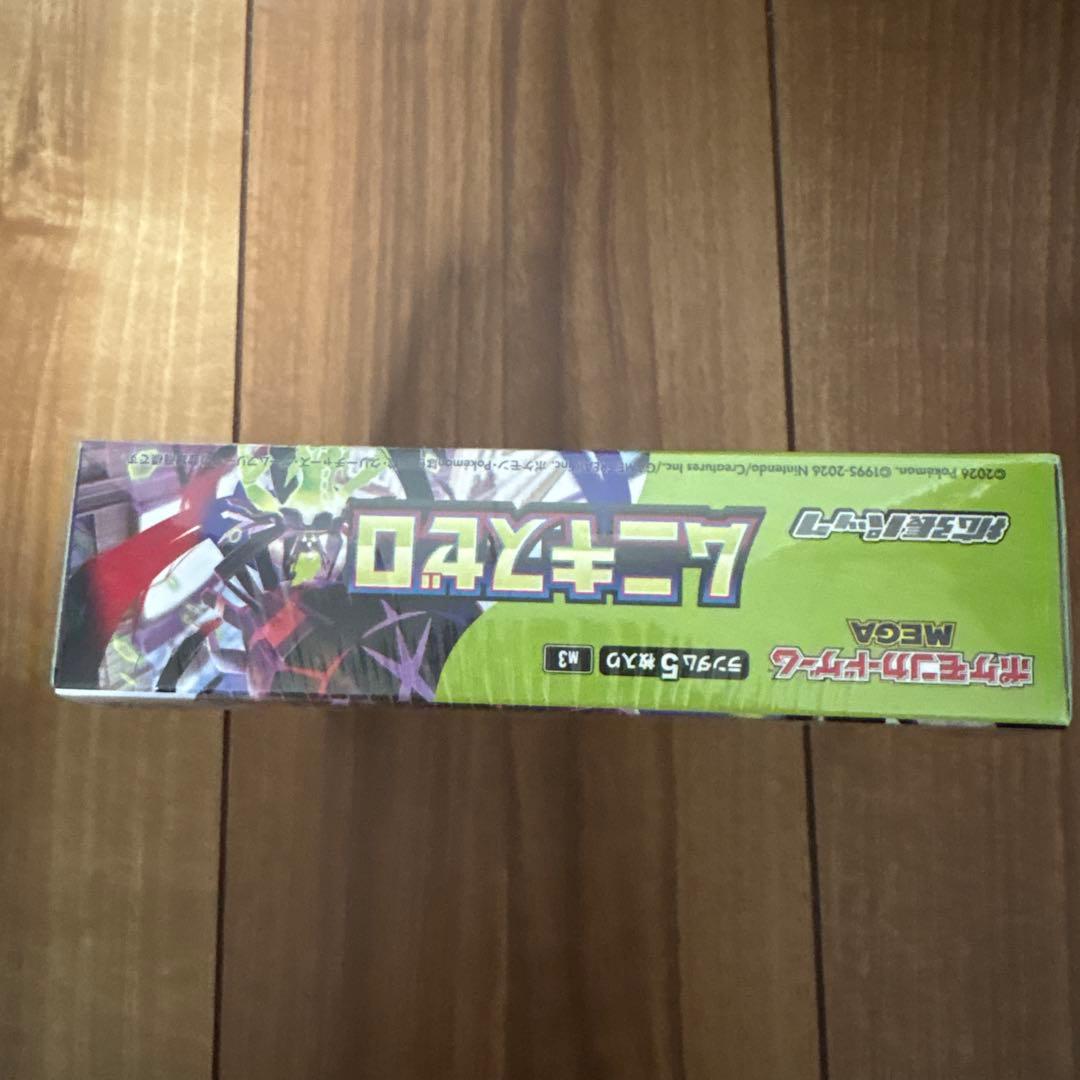 ポケモンカードゲーム
MEGA
ランダム5枚入り
M3
拡張パック
ムニキスゼロ
©2026 Pokémon. ©1995-2026 Nintendo/Creatures Inc./GAME FREAK inc.